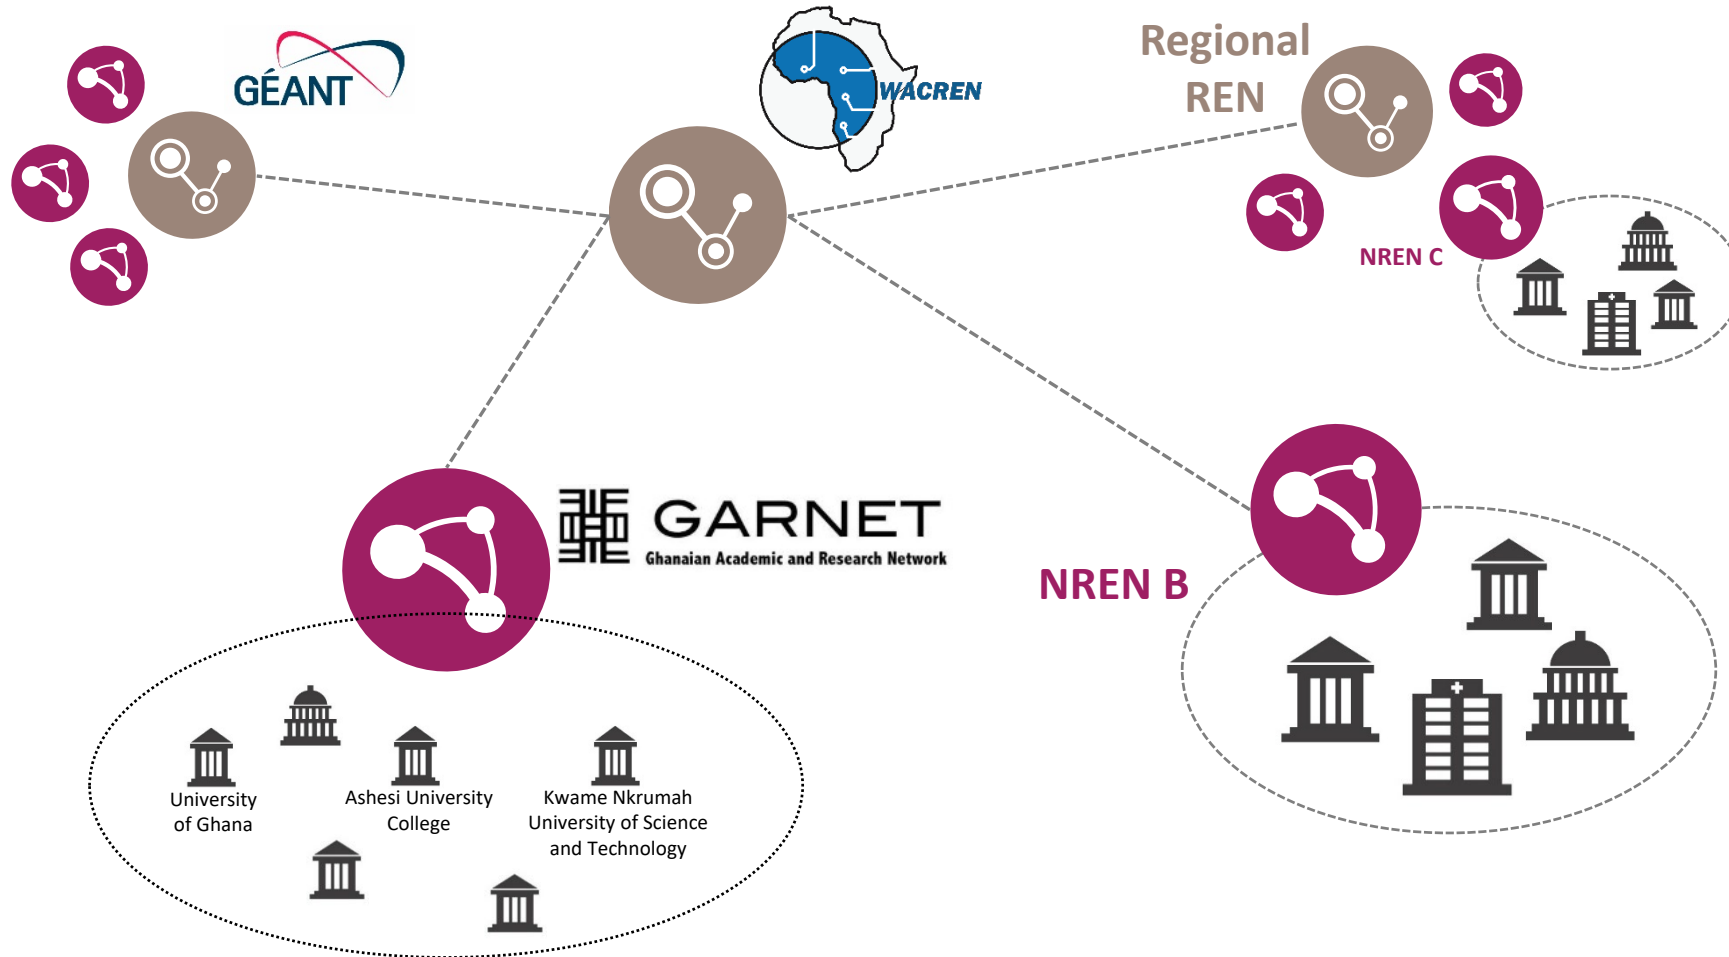 GÉANT
WACREN
Regional
REN
NREN C
GARNET
Ghanaian Academic and Research Network
NREN B
University
of Ghana
Ashesi University
College
Kwame Nkrumah
University of Science
and Technology